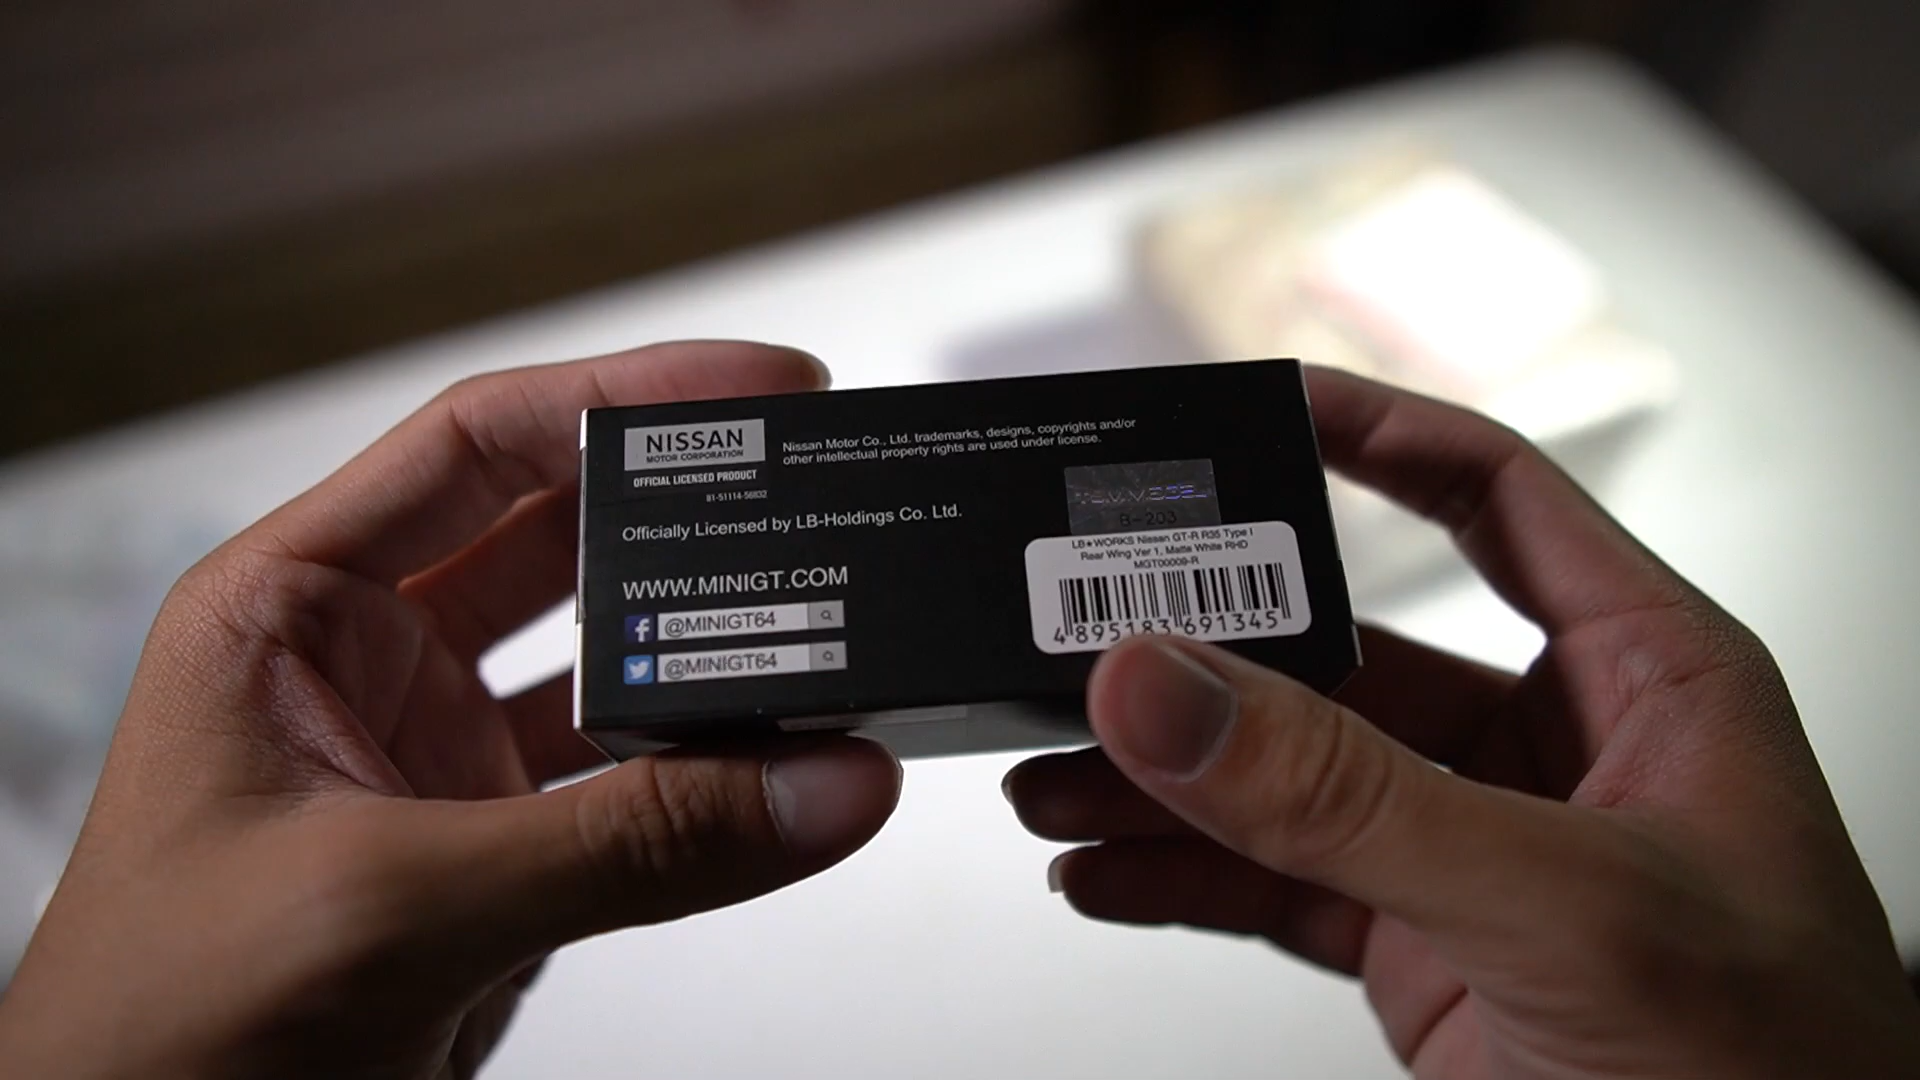 NISSAN
MOTOR CORPORATION
OFFICIAL LICENSED PRODUCT
81-51114-56832
Nissan Motor Co., Ltd. trademarks, designs, copyrights and/or
other intellectual property rights are used under license.
Officially Licensed by LB-Holdings Co. Ltd.
WWW.MINIGT.COM
@MINIGT64
@MINIGT64
B-203
LB★WORKS Nissan GT-R R35 Type I
Rear Wing Ver 1, Matte White RHD
MGT00009-R
4 895183 691345